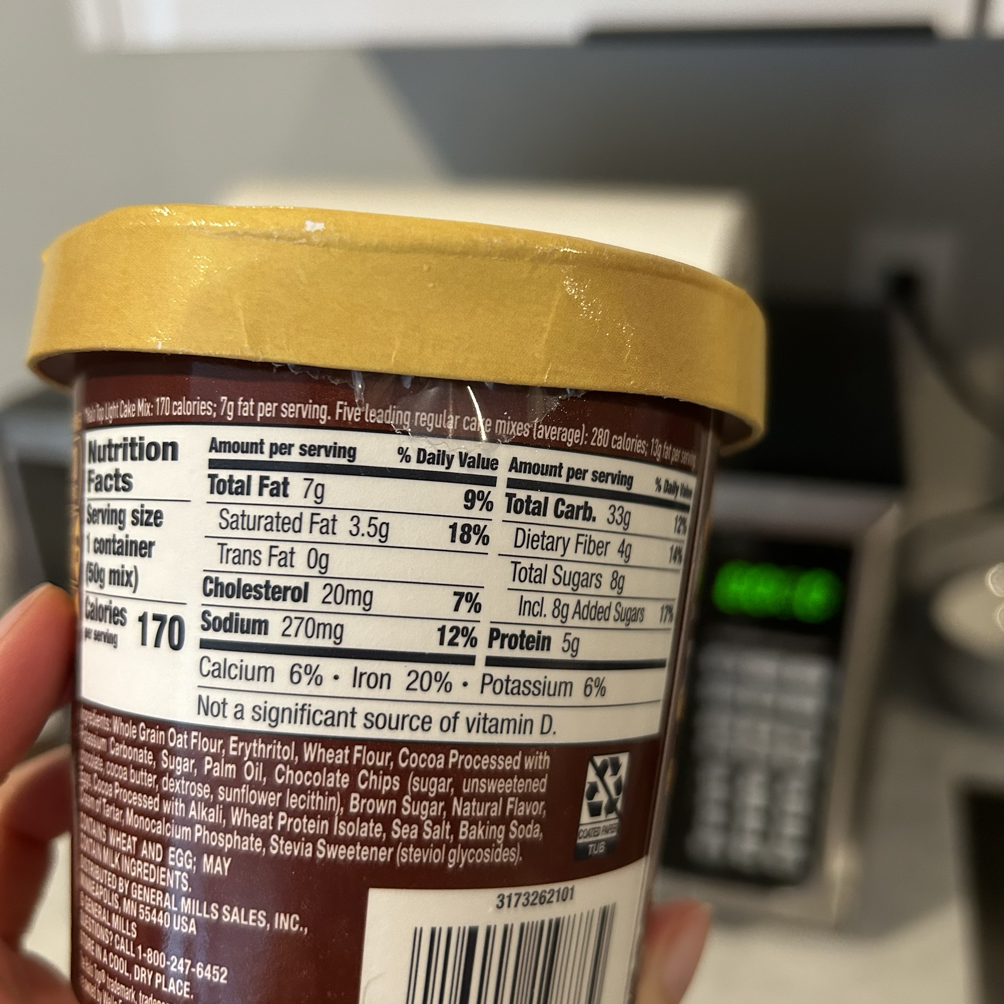 Top Light Cake Mix: 170 calories; 7g fat per serving. Five leading regular cake mixes (average): 280 calories; 13g fat per serving
Nutrition
Facts
Serving size
1 container
(50g mix)
Calories
per serving
170
Amount per serving % Daily Value
Total Fat 7g 9%
Saturated Fat 3.5g 18%
Trans Fat 0g
Cholesterol 20mg 7%
Sodium 270mg 12%
Amount per serving % Daily Value
Total Carb. 33g 12%
Dietary Fiber 4g 14%
Total Sugars 8g
Incl. 8g Added Sugars 17%
Protein 5g
Calcium 6% • Iron 20% • Potassium 6%
Not a significant source of vitamin D.
Ingredients: Whole Grain Oat Flour, Erythritol, Wheat Flour, Cocoa Processed with
Carbonate, Sugar, Palm Oil, Chocolate Chips (sugar, unsweetened
cocoa butter, dextrose, sunflower lecithin), Brown Sugar, Natural Flavor,
Cocoa Processed with Alkali, Wheat Protein Isolate, Sea Salt, Baking Soda,
of Tartar, Monocalcium Phosphate, Stevia Sweetener (steviol glycosides).
CONTAINS WHEAT AND EGG; MAY
CONTAIN MILK INGREDIENTS.
DISTRIBUTED BY GENERAL MILLS SALES, INC.,
MINNEAPOLIS, MN 55440 USA
GENERAL MILLS
QUESTIONS? CALL 1-800-247-6452
STORE IN A COOL, DRY PLACE.
trademark,
COATED PAPER
TUB
3173262101